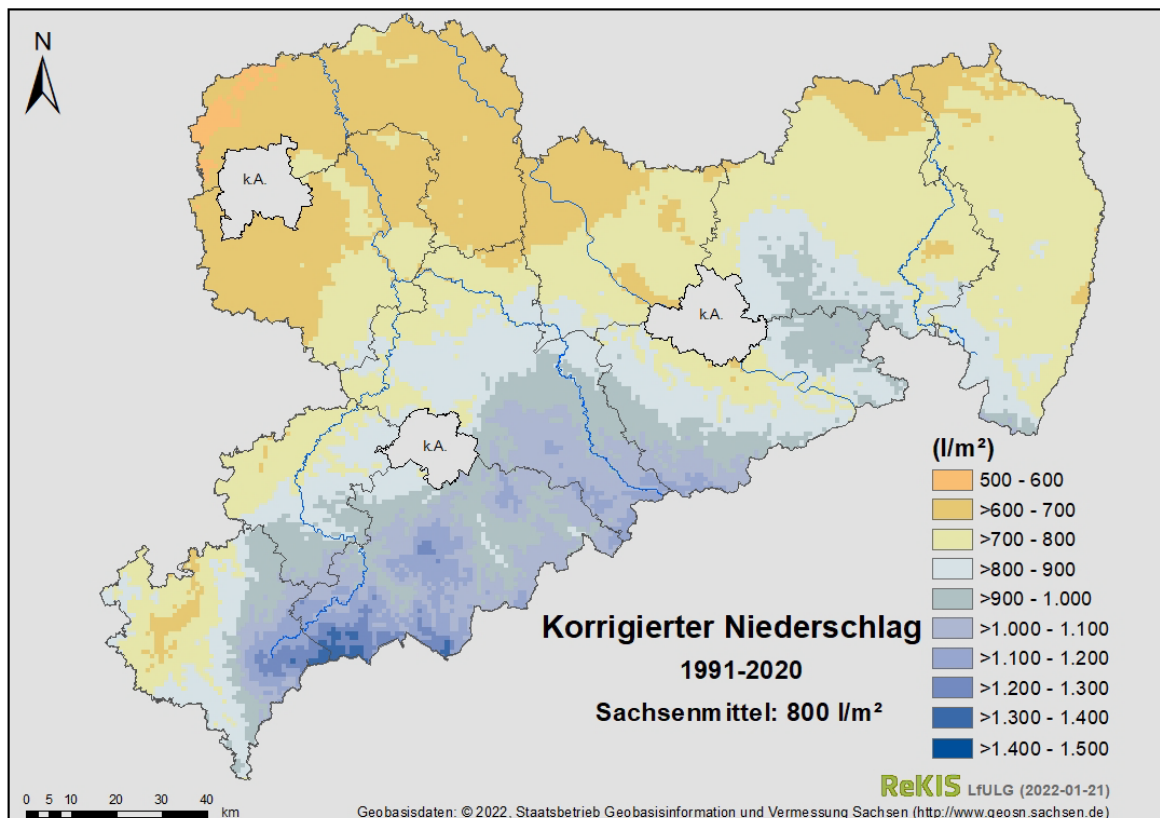 N
k.A.
k.A.
k.A.
(l/m²)
500 - 600
>600 - 700
>700 - 800
>800 - 900
>900 - 1.000
>1.000 - 1.100
>1.100 - 1.200
>1.200 - 1.300
>1.300 - 1.400
>1.400 - 1.500
Korrigierter Niederschlag
1991-2020
Sachsenmittel: 800 l/m²
ReKIS LfULG (2022-01-21)
0 5 10 20 30 40
km
Geobasisdaten: © 2022, Staatsbetrieb Geobasisinformation und Vermessung Sachsen (http://www.geosn.sachsen.de)